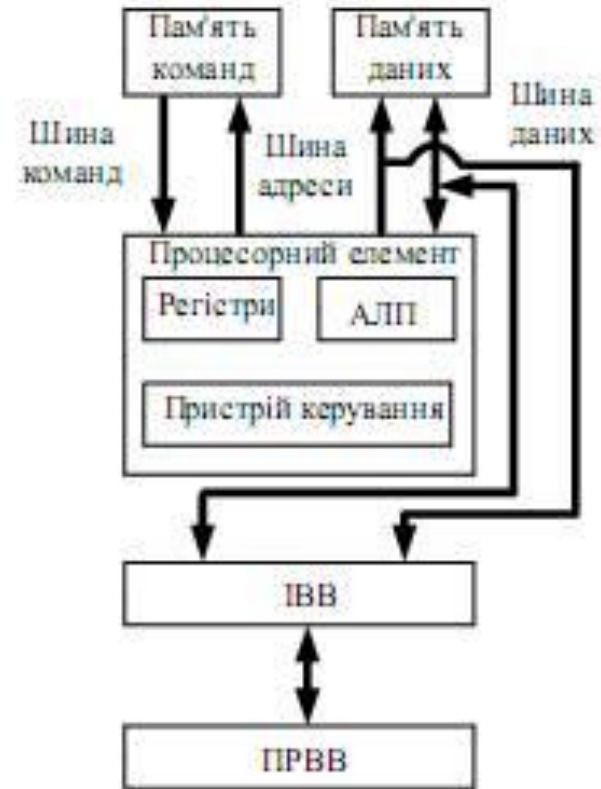 Пам'ять
команд
Пам'ять
даних
Шина
команд
Шина
адреси
Шина
даних
Процесорний елемент
Регістри
АЛП
Пристрій керування
ІВВ
ПРВВ